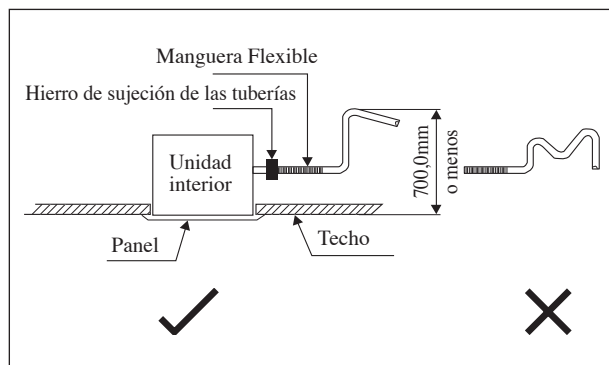 Manguera Flexible
Hierro de sujeción de las tuberías
Unidad
interior
700,0mm
o menos
Panel
Techo